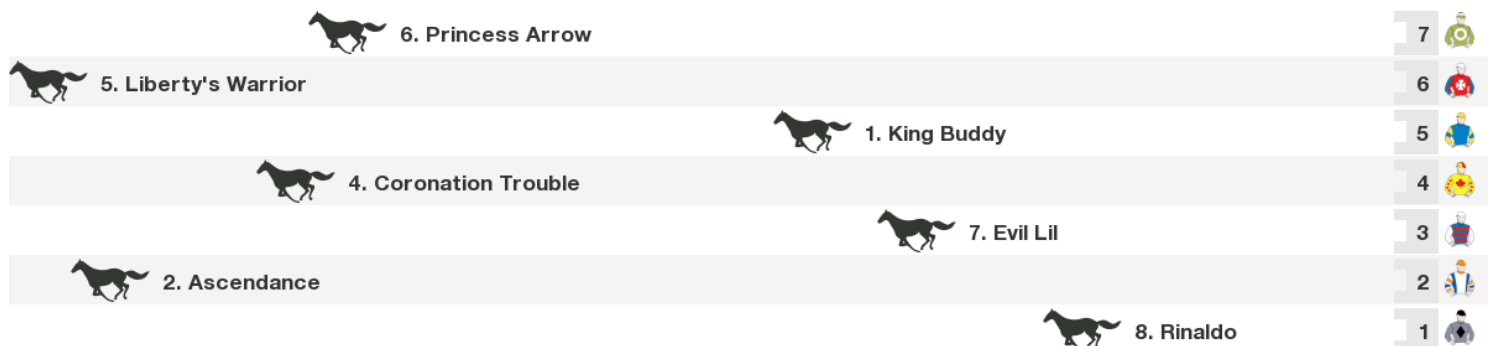 6. Princess Arrow 7
5. Liberty's Warrior 6
1. King Buddy 5
4. Coronation Trouble 4
7. Evil Lil 3
2. Ascendance 2
8. Rinaldo 1